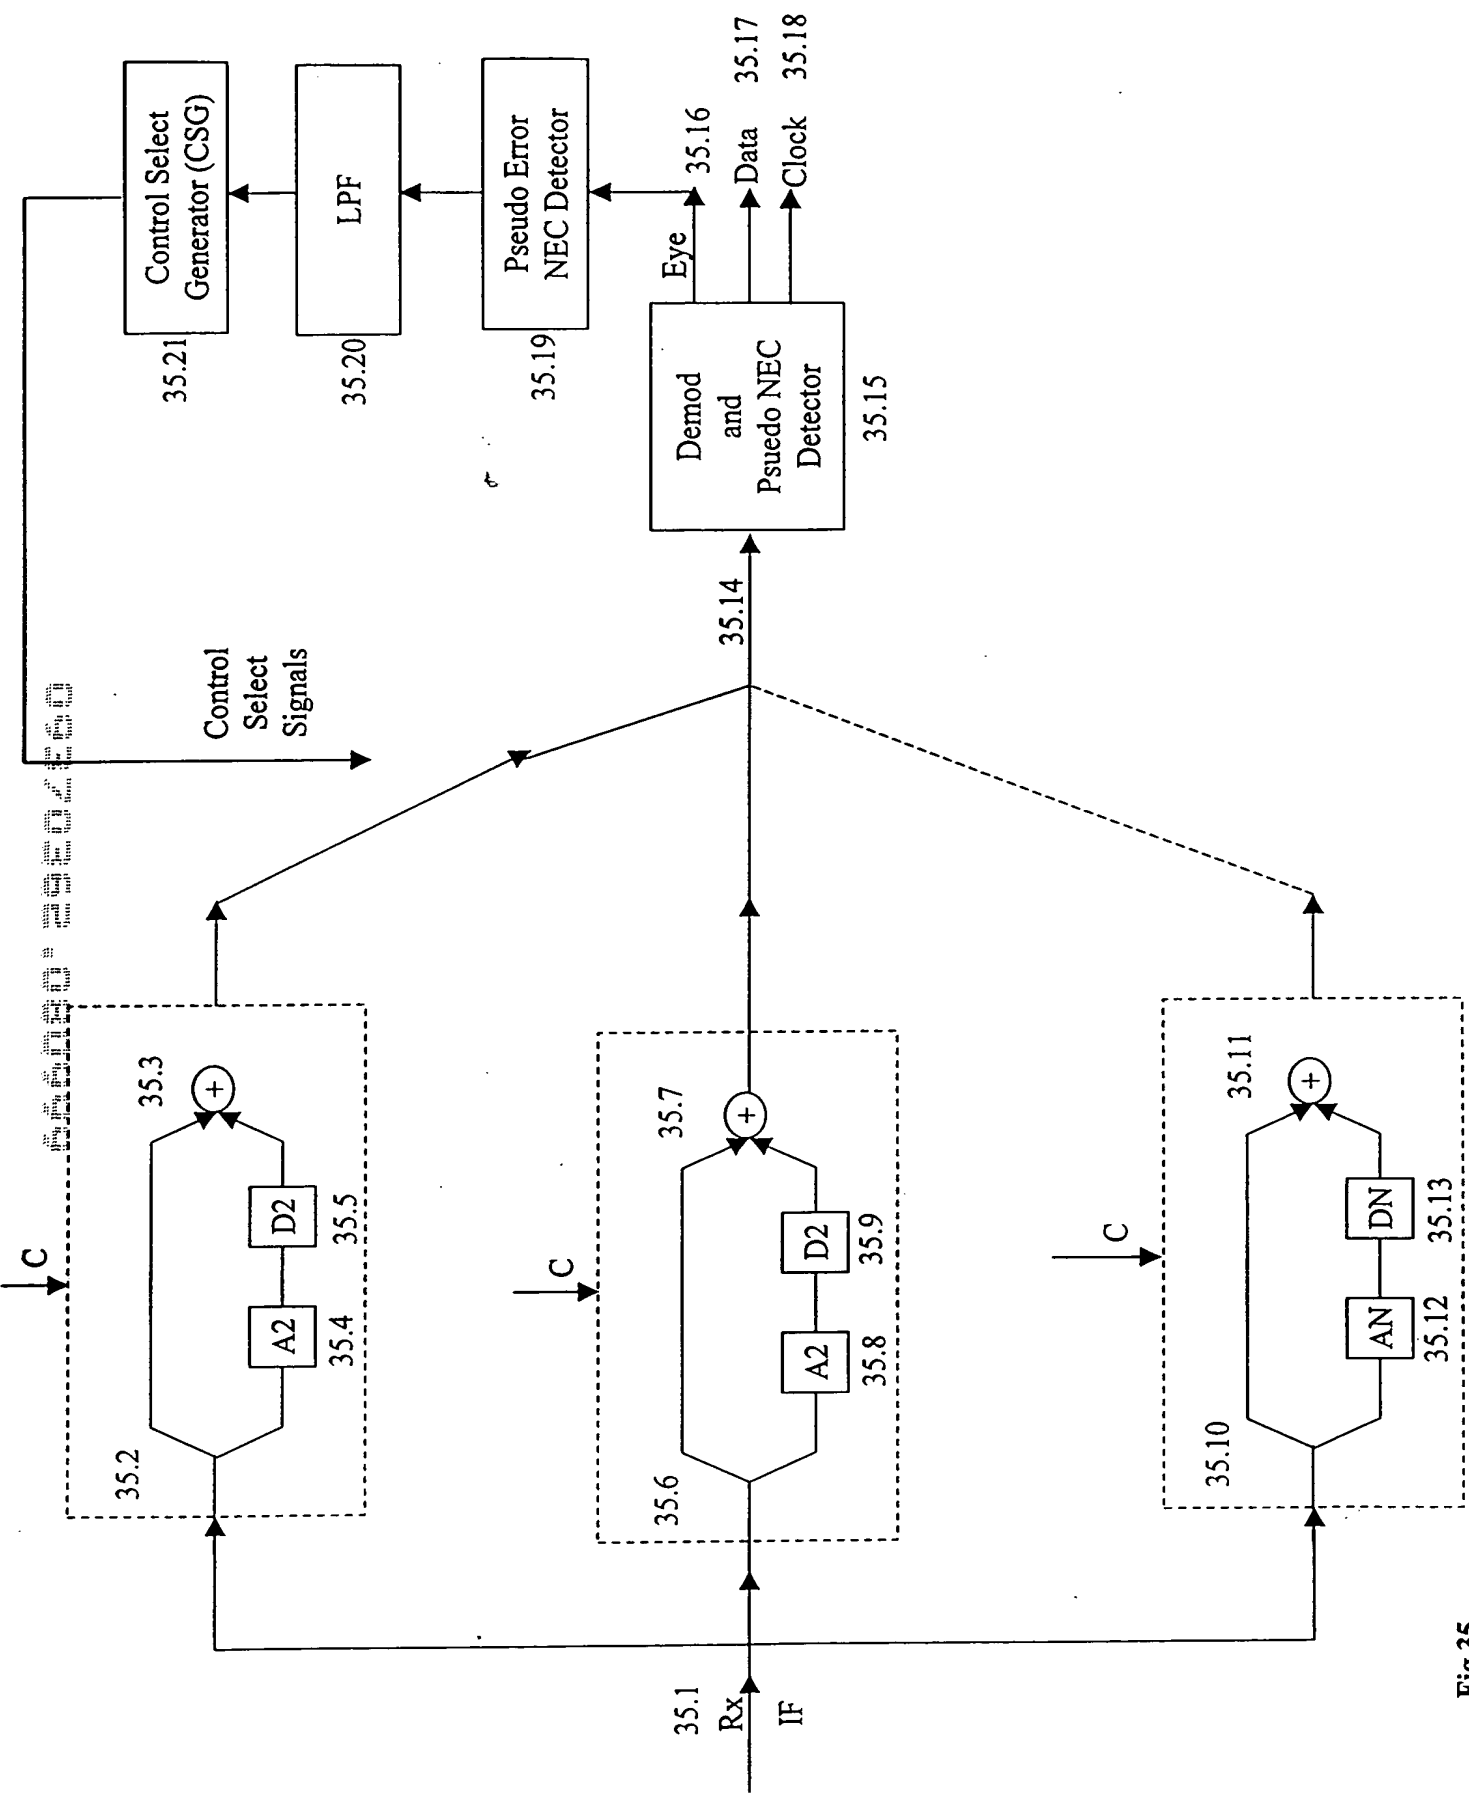 35.21
Control Select
Generator (CSG)
35.20
LPF
35.19
Pseudo Error
NEC Detector
Control
Select
Signals
Eye
35.16
Data
35.17
Clock
35.18
Demod
and
Psuedo NEC
Detector
35.15
35.14
C
35.2
35.3
A2
D2
35.4
35.5
C
35.6
35.7
A2
D2
35.8
35.9
C
35.10
35.11
AN
DN
35.12
35.13
35.1
Rx
IF
Fig 35